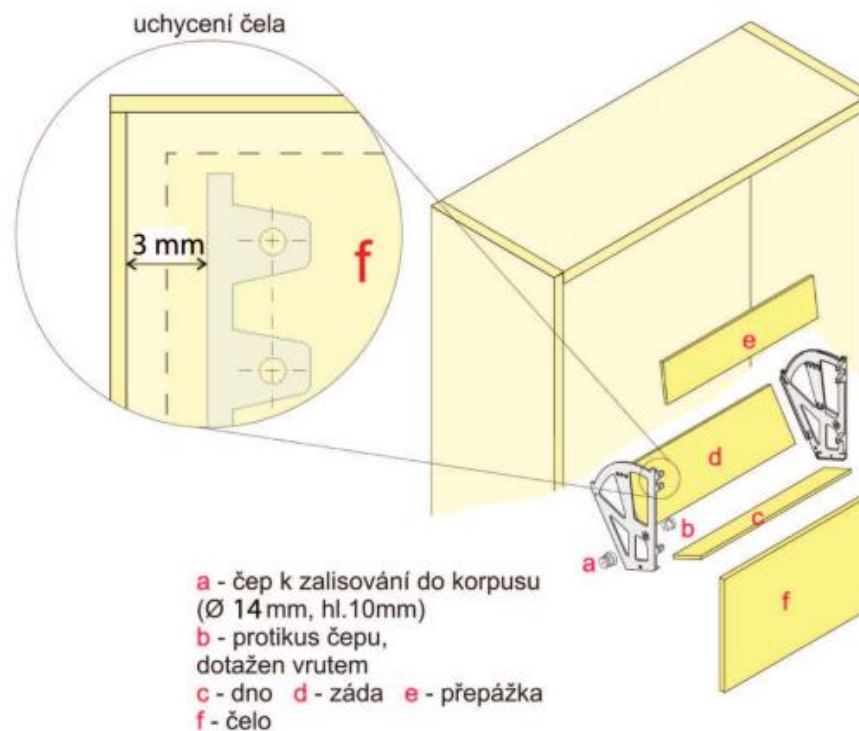 uchycení čela
3 mm
f
e
d
b
c
a
f
a - čep k zalisování do korpusu
(Ø 14 mm, hl.10mm)
b - protikus čepu,
dotažen vrutem
c - dno d - záda e - přepážka
f - čelo